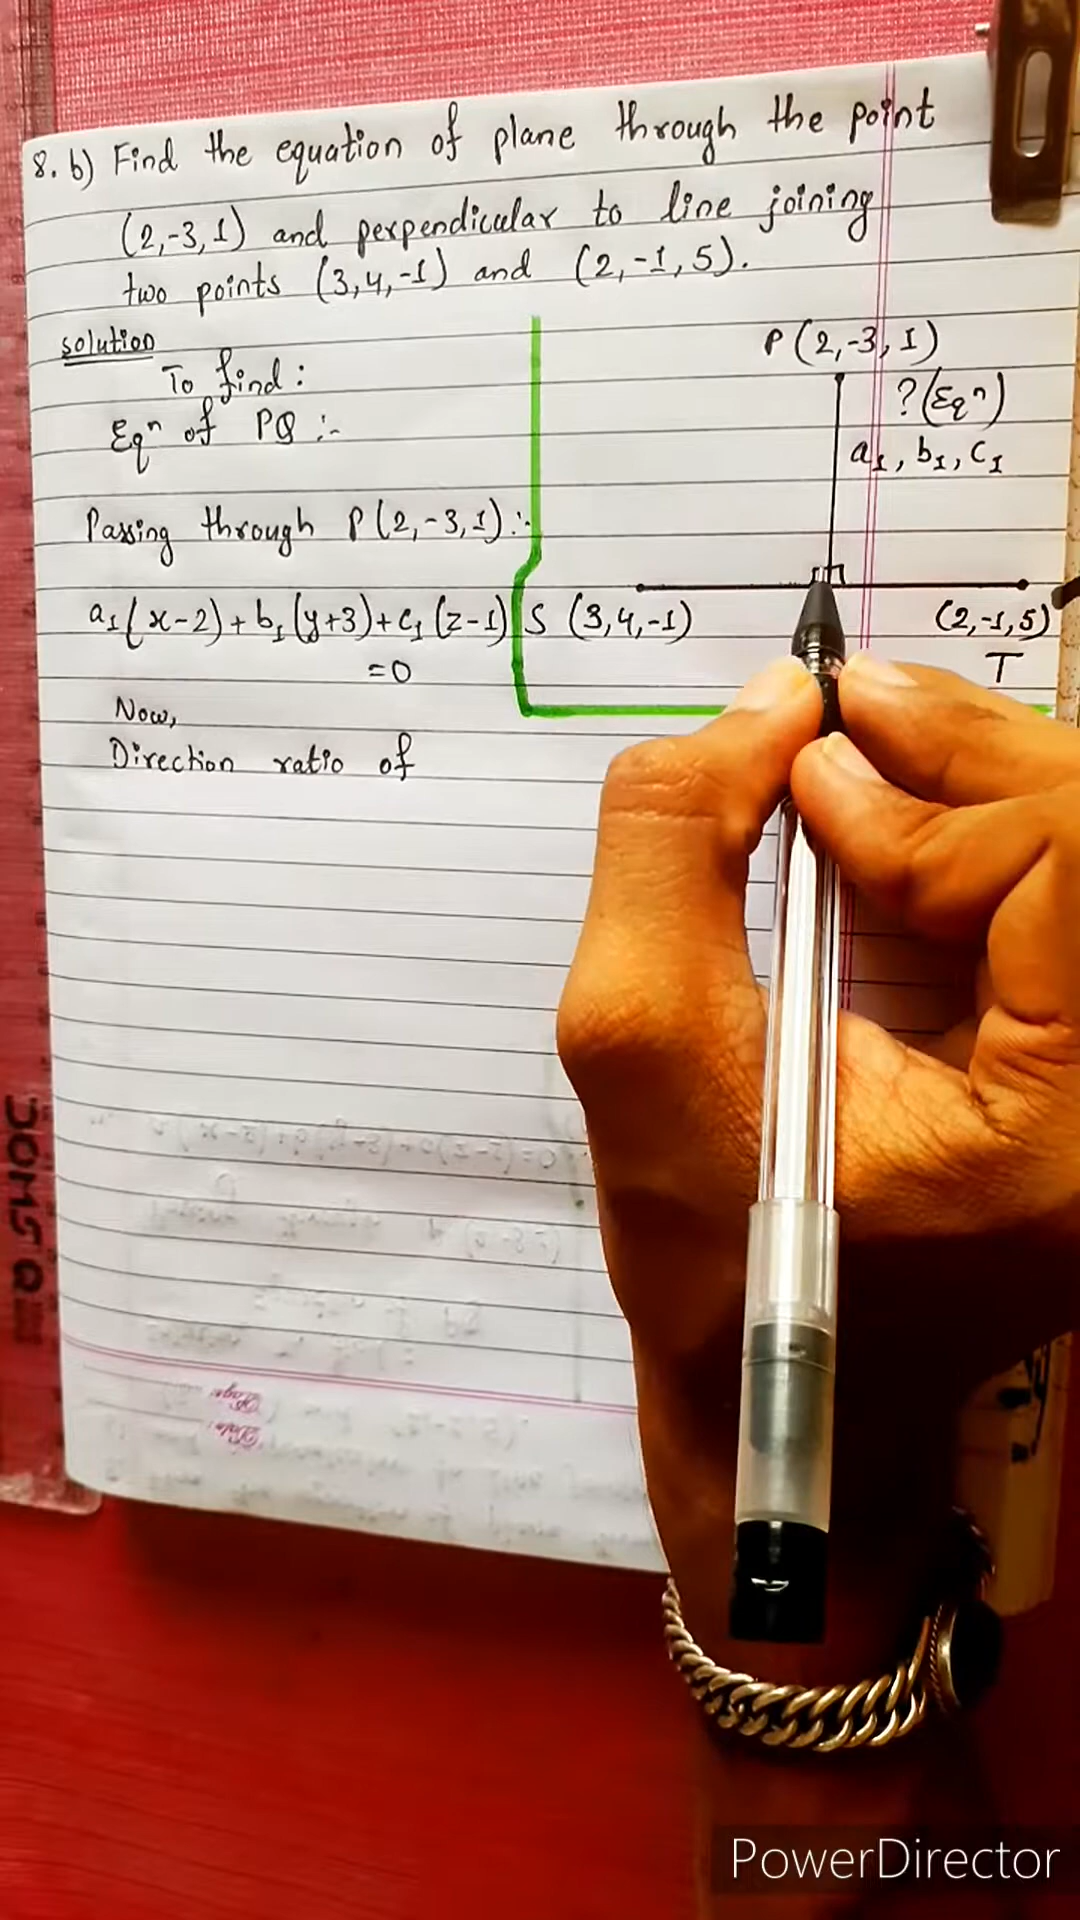 8. b) Find the equation of plane through the point
(2,-3,1) and perpendicular to line joining
two points (3,4,-1) and (2,-1,5).
solution
To find:
Eqⁿ of PQ :-
Passing through P(2,-3,1):-
a₁(x-2)+b₁(y+3)+c₁(z-1)
=0
Now,
Direction ratio of
P(2,-3,1)
?(Eqⁿ)
a₁, b₁, c₁
S (3,4,-1)
(2,-1,5)
T
DOMS
PowerDirector